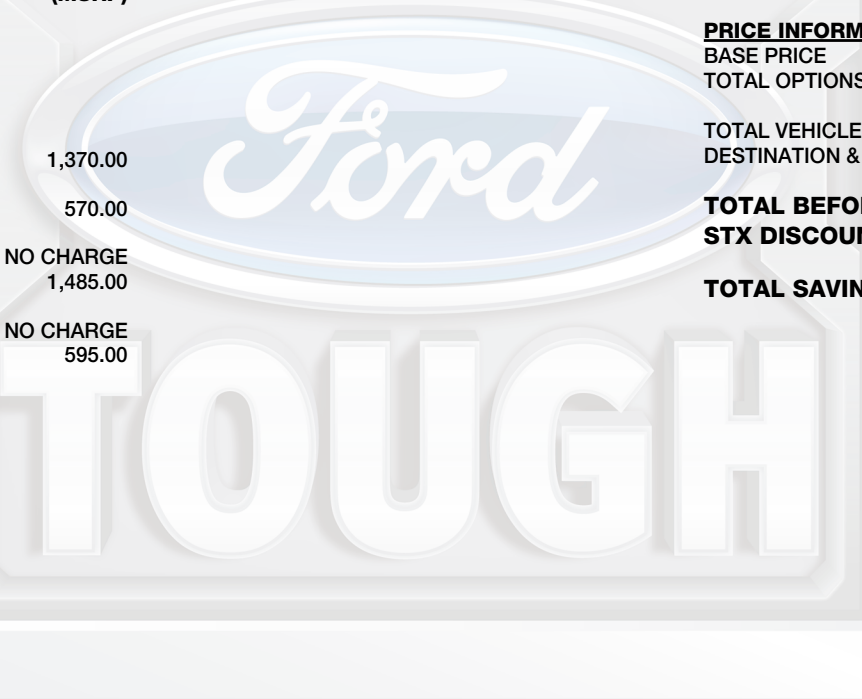 1,370.00
570.00
NO CHARGE
1,485.00
NO CHARGE
595.00
PRICE INFORM
BASE PRICE
TOTAL OPTIONS
TOTAL VEHICLE
DESTINATION &
TOTAL BEFO
STX DISCOU
TOTAL SAVIN
Ford
TOUGH